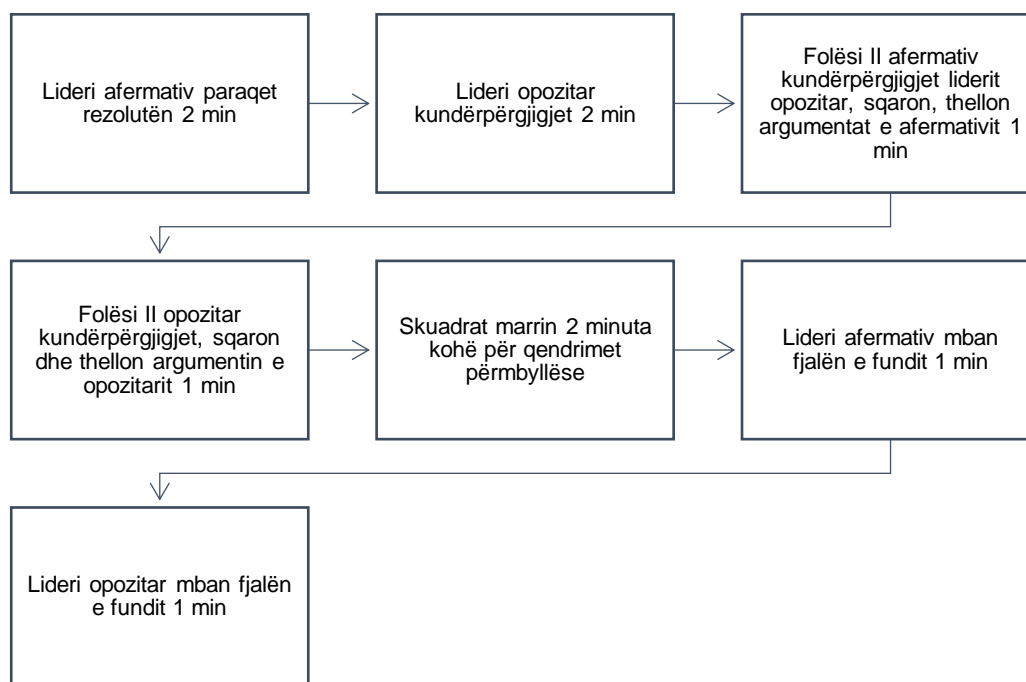 Lideri afermativ paraqet
rezolutën 2 min
Lideri opozitar
kundërpërgjigjet 2 min
Folësi II afermativ
kundërpërgjigjet liderit
opozitar, sqaron, thellon
argumentat e afermativit 1
min
Folësi II opozitar
kundërpërgjigjet, sqaron
dhe thellon argumentin e
opozitarit 1 min
Skuadrat marrin 2 minuta
kohë për qendrimet
përmbyllëse
Lideri afermativ mban
fjalën e fundit 1 min
Lideri opozitar mban fjalën
e fundit 1 min